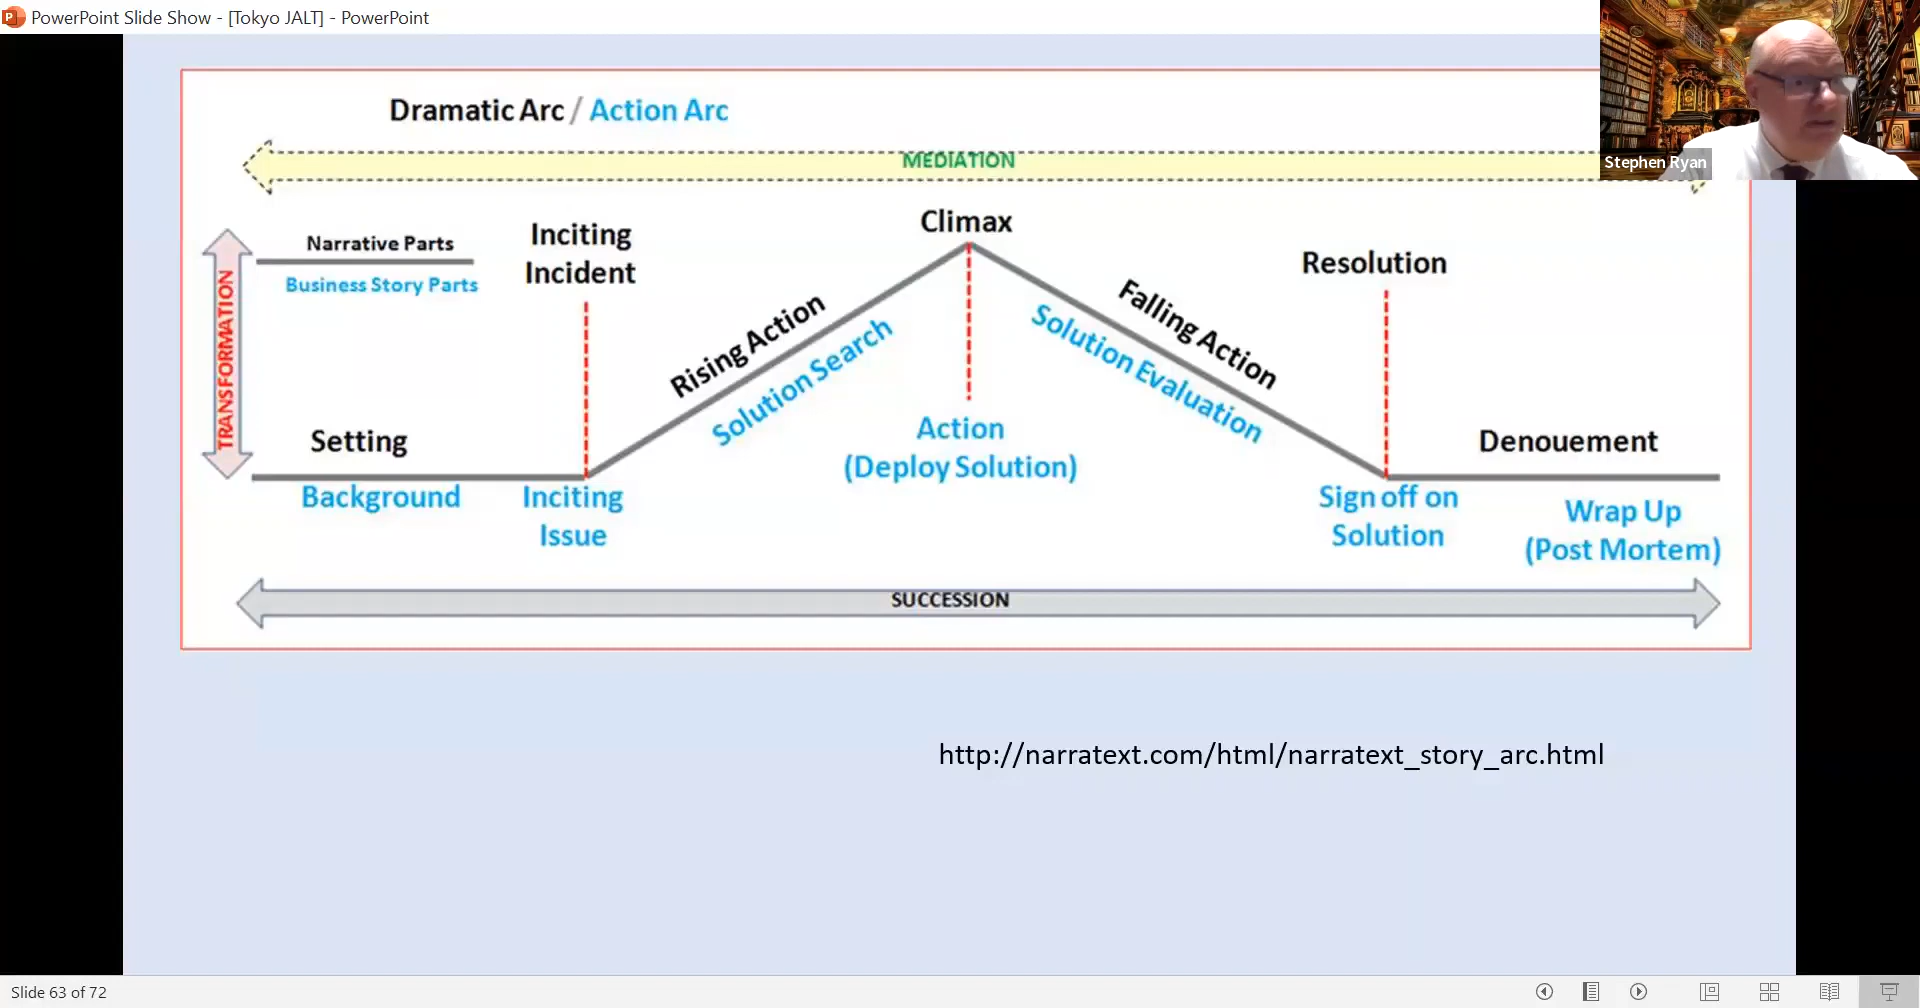 PowerPoint Slide Show - [Tokyo JALT] - PowerPoint
Stephen Ryan
Dramatic Arc / Action Arc
MEDIATION
TRANSFORMATION
Narrative Parts
Business Story Parts
Setting
Background
Inciting
Incident
Inciting
Issue
Rising Action
Solution Search
Climax
Action
(Deploy Solution)
Falling Action
Solution Evaluation
Resolution
Sign off on
Solution
Denouement
Wrap Up
(Post Mortem)
SUCCESSION
http://narratext.com/html/narratext_story_arc.html
Slide 63 of 72